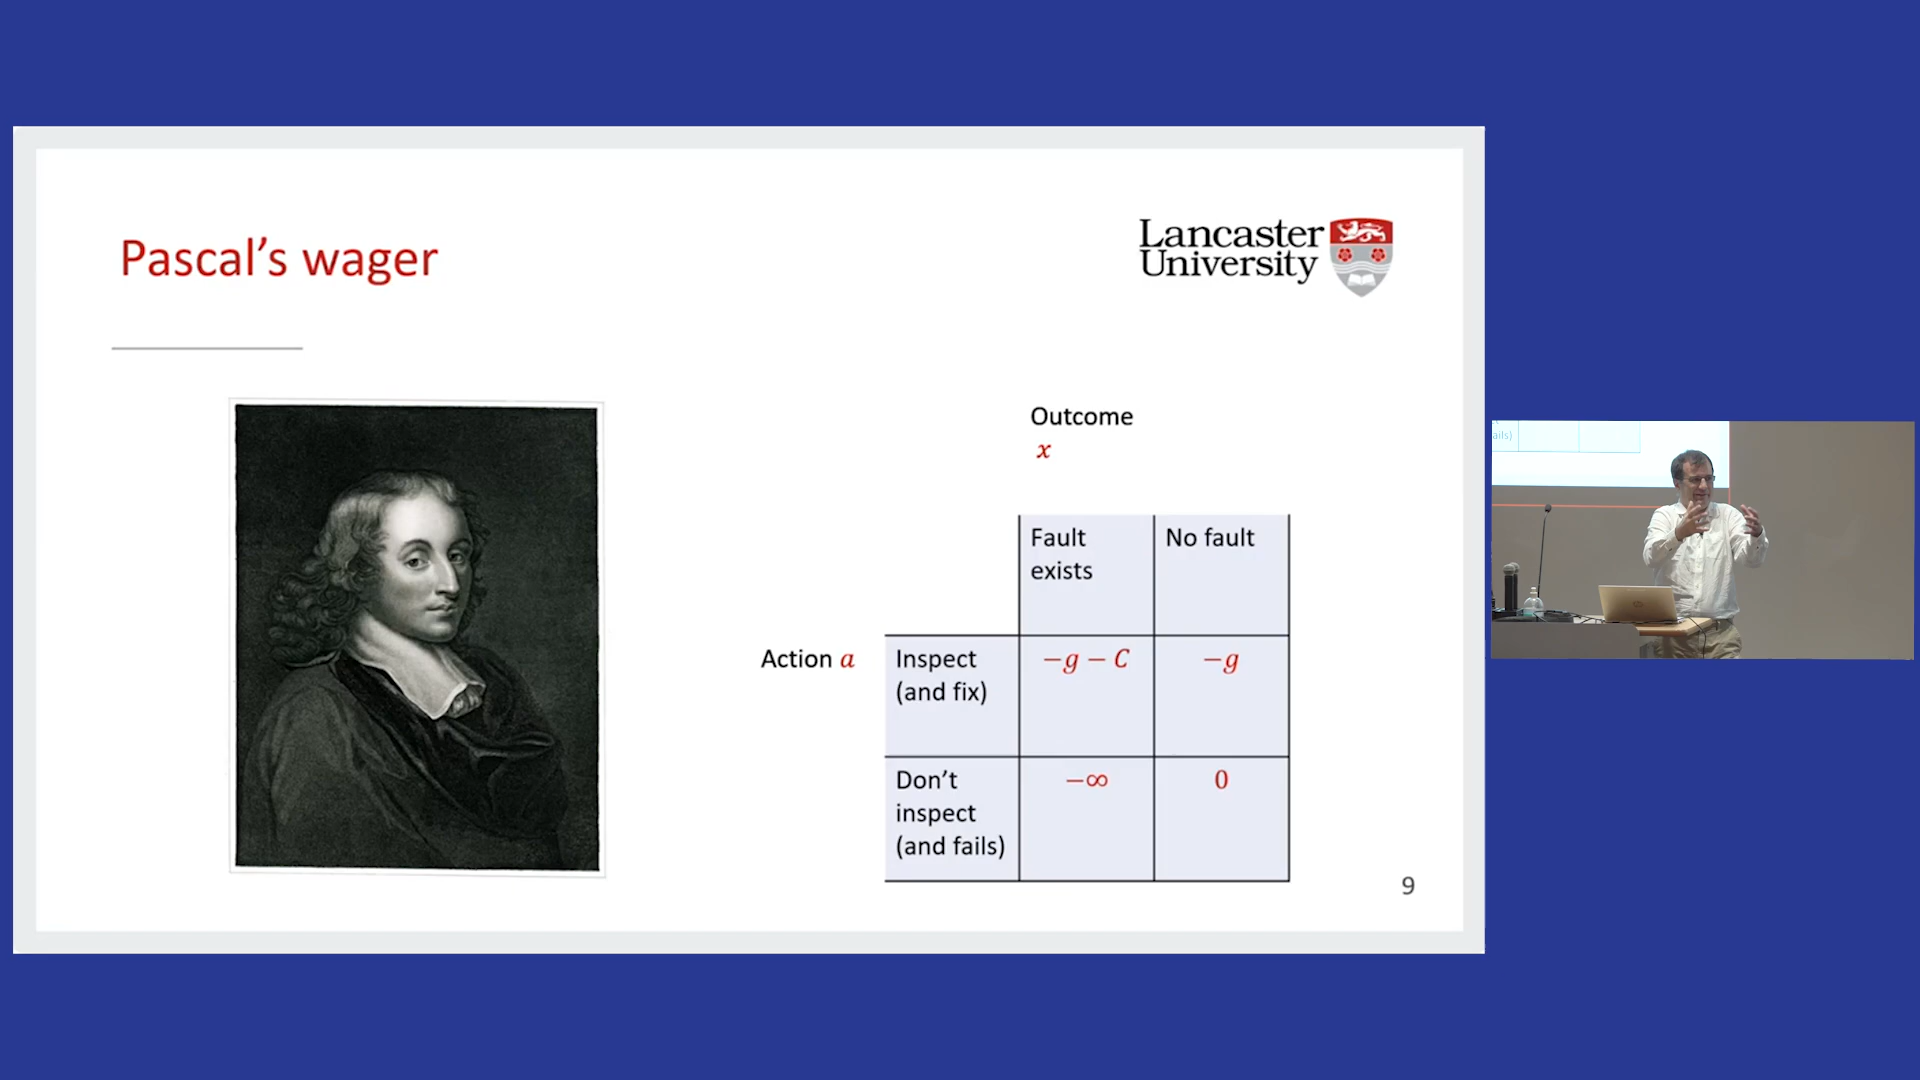 Pascal's wager
Lancaster
University
Outcome
x
Fault
exists
No fault
Action a
Inspect
(and fix)
−g − C
−g
Don't
inspect
(and fails)
−∞
0
9
ails)